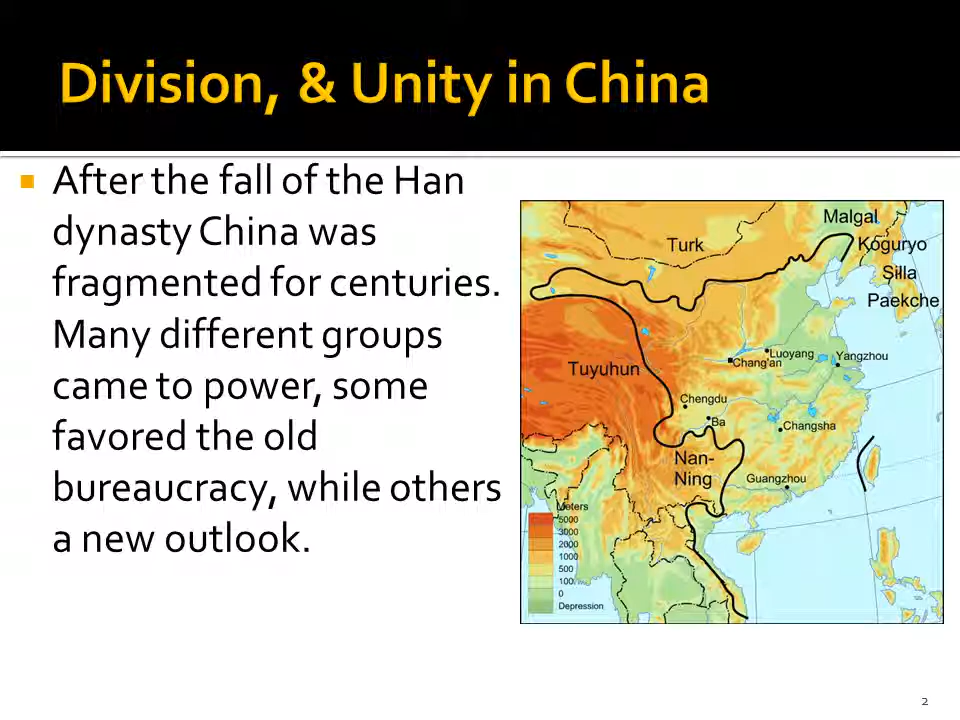 Division, & Unity in China
After the fall of the Han
dynasty China was
fragmented for centuries.
Many different groups
came to power, some
favored the old
bureaucracy, while others
a new outlook.
Malgal
Turk
Koguryo
Silla
Paekche
Luoyang
Yangzhou
Chang'an
Tuyuhun
Chengdu
Ba
Changsha
Nan-
Ning
Guangzhou
Meters
5000
3000
2000
1000
500
100
0
Depression
2